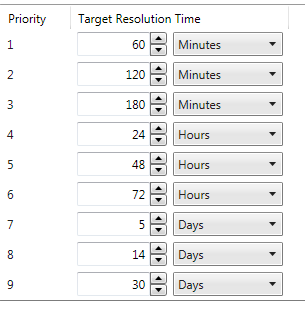 Priority Target Resolution Time
1 60 Minutes
2 120 Minutes
3 180 Minutes
4 24 Hours
5 48 Hours
6 72 Hours
7 5 Days
8 14 Days
9 30 Days